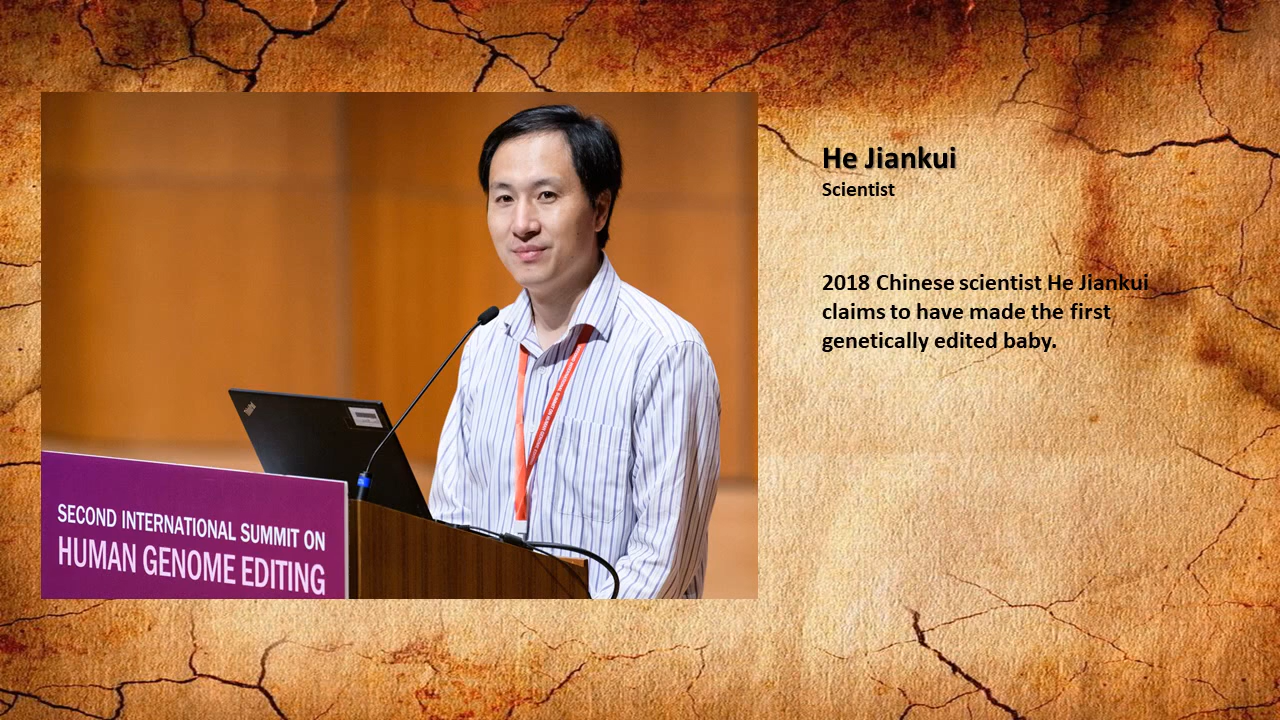 He Jiankui
Scientist
2018 Chinese scientist He Jiankui
claims to have made the first
genetically edited baby.
ThinkPad
SECOND INTERNATIONAL SUMMIT ON
HUMAN GENOME EDITING